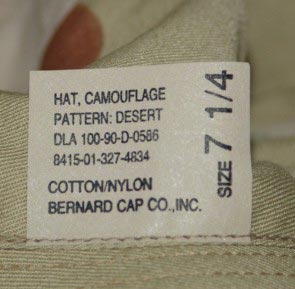 HAT, CAMOUFLAGE
PATTERN: DESERT
DLA 100-90-D-0586
8415-01-327-4834
COTTON/NYLON
BERNARD CAP CO., INC.
SIZE 7 1/4